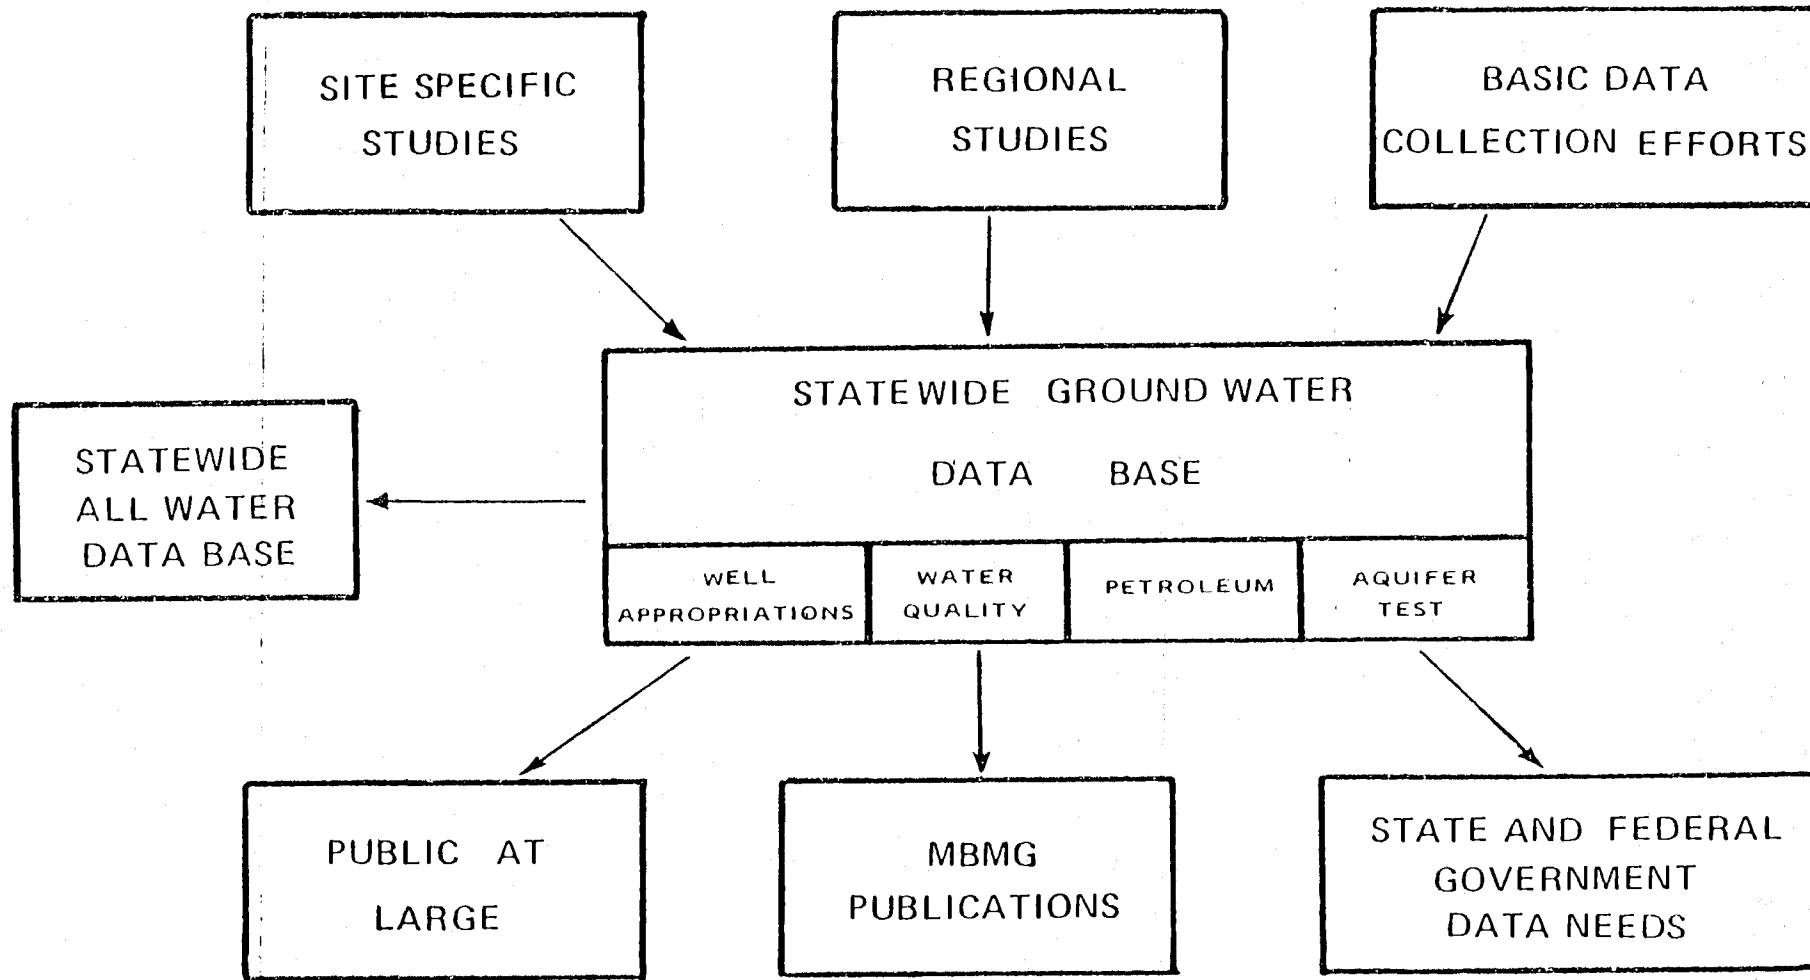 SITE SPECIFIC
STUDIES
REGIONAL
STUDIES
BASIC DATA
COLLECTION EFFORTS
STATEWIDE GROUND WATER
DATA BASE
STATEWIDE
ALL WATER
DATA BASE
WELL
APPROPRIATIONS
WATER
QUALITY
PETROLEUM
AQUIFER
TEST
PUBLIC AT
LARGE
MBMG
PUBLICATIONS
STATE AND FEDERAL
GOVERNMENT
DATA NEEDS